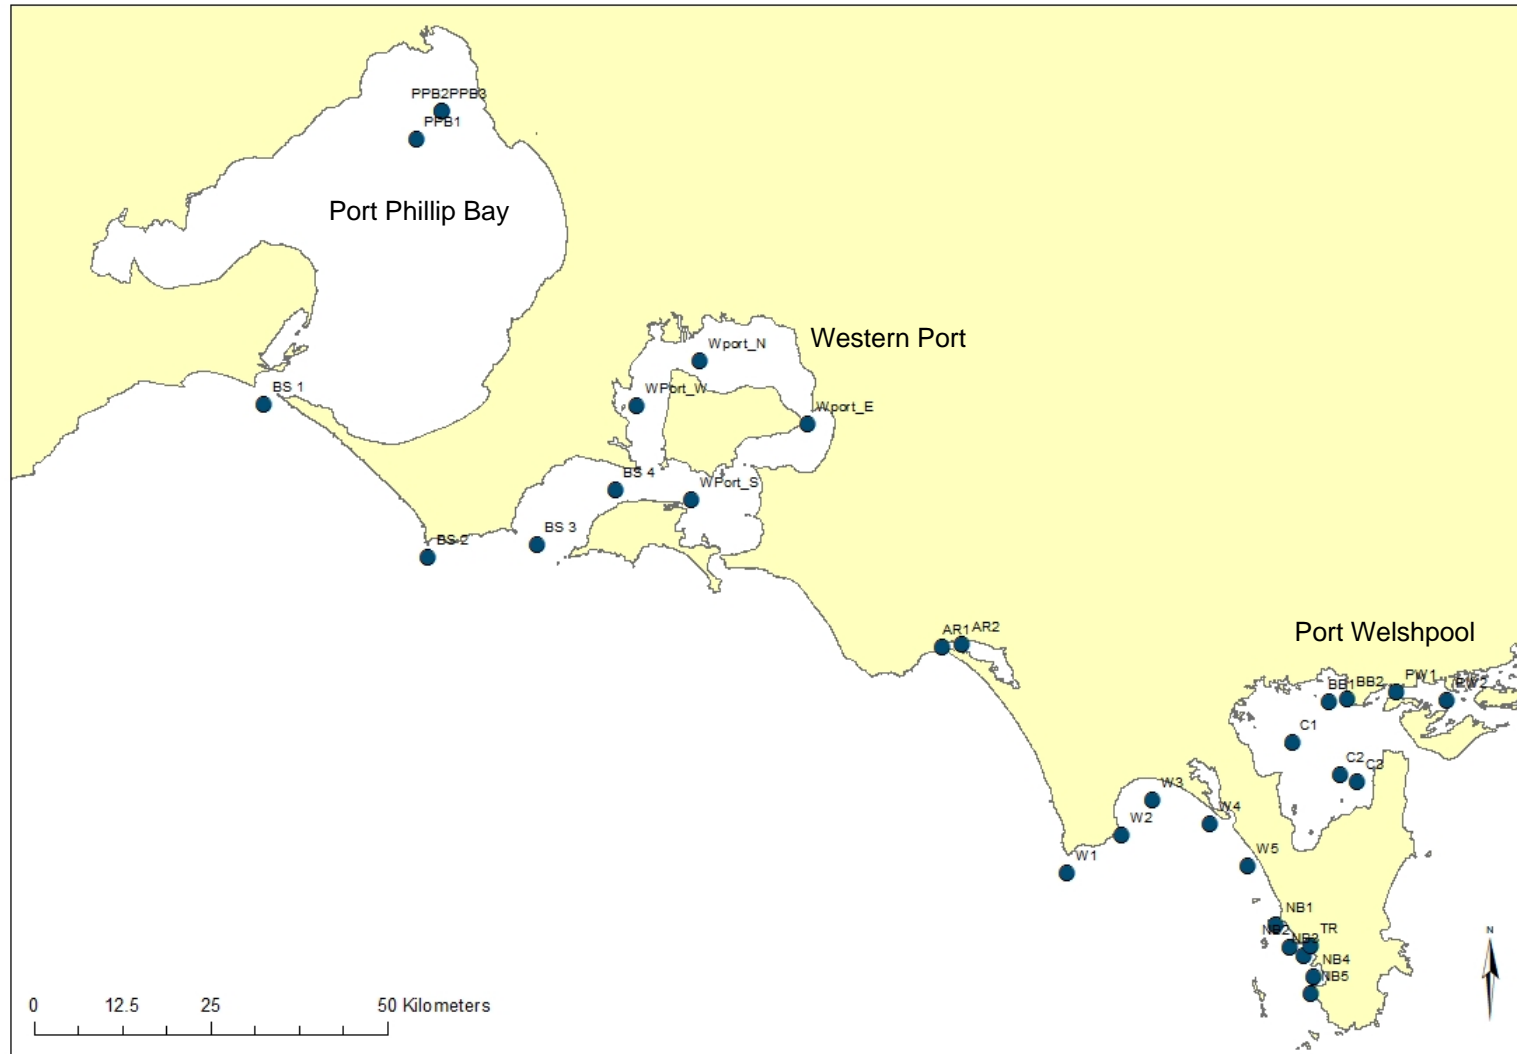 PPB2PPB3
PPB1
Port Phillip Bay
Western Port
Wport_N
WPort_W
BS 1
Wport_E
BS 4
WPort_S
BS 3
BS 2
AR1
AR2
Port Welshpool
BB1
BB2
PW1
PW2
C1
C2
C3
W3
W4
W2
W1
W5
NB1
NB2
NB3
TR
NB4
NB5
N
0 12.5 25 50 Kilometers